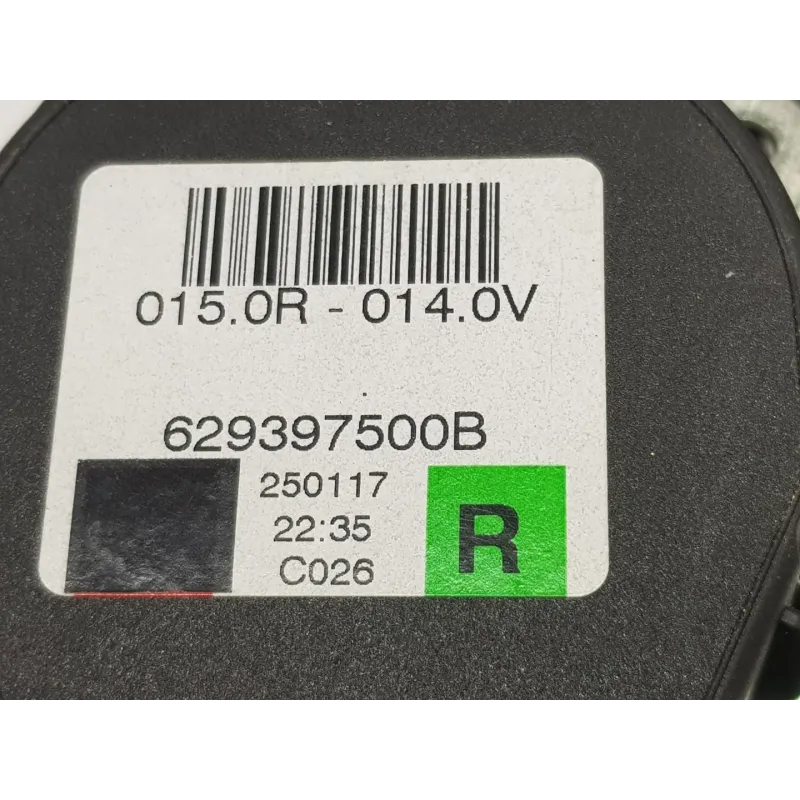 015.0R - 014.0V
629397500B
250117
22:35
C026
R